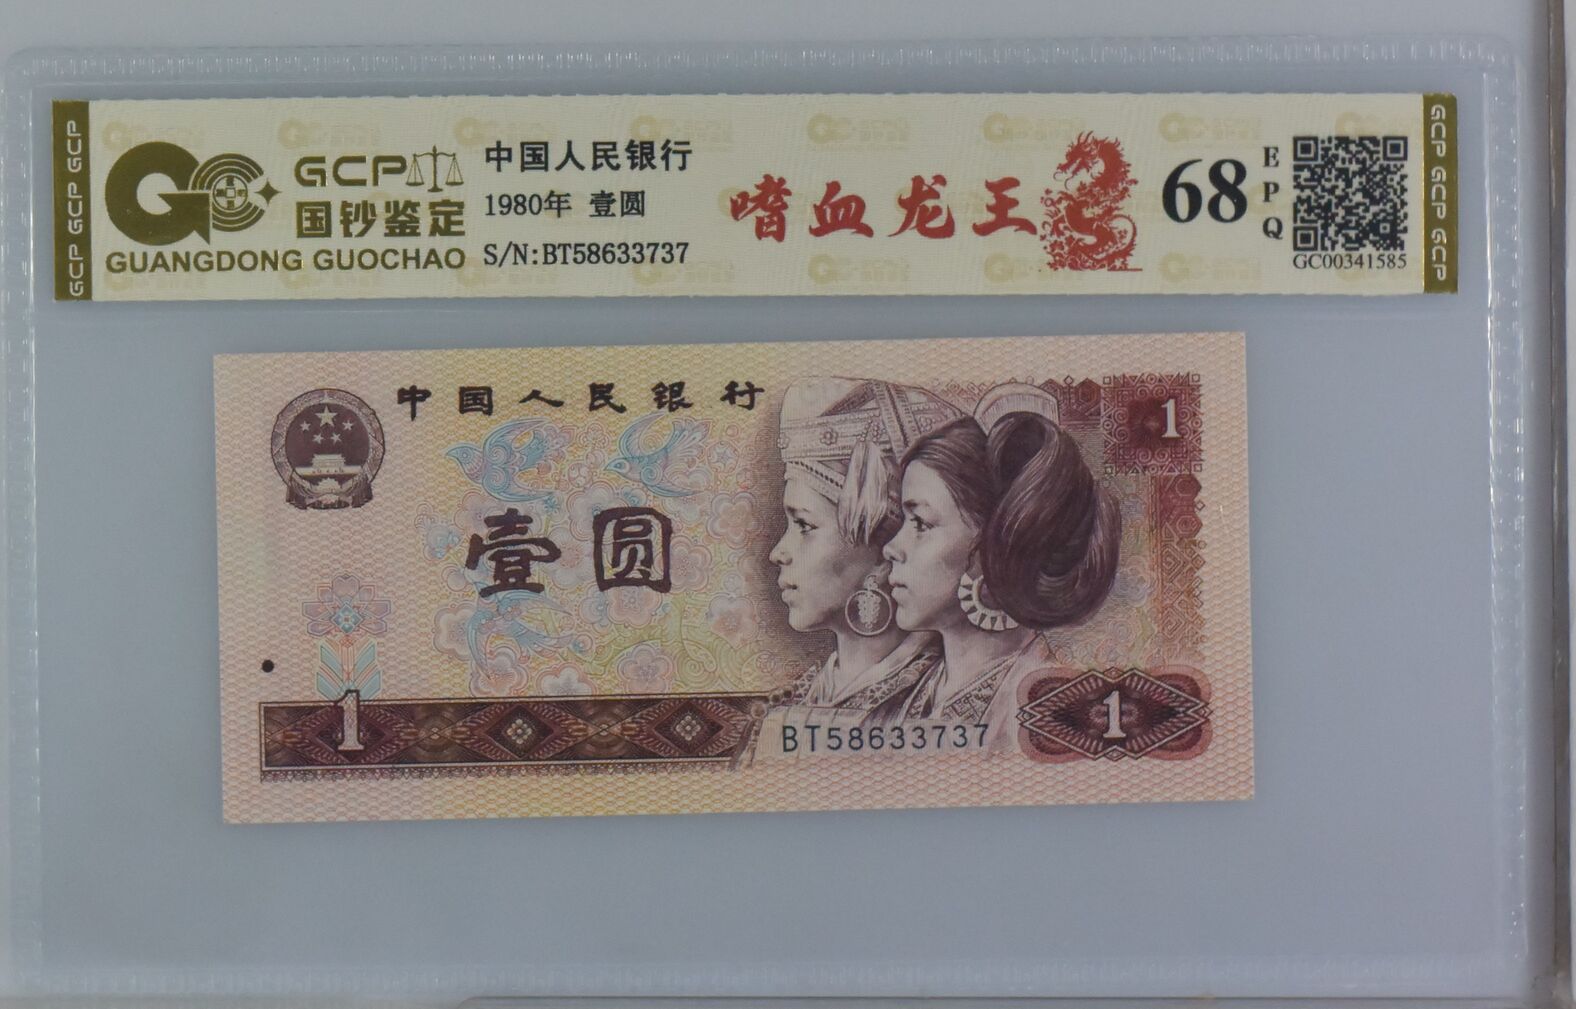 GCP GCP GCP
GCP
国钞鉴定
GUANGDONG GUOCHAO
中国人民银行
1980年 壹圆
S/N:BT58633737
嗜血龙王
68
EPQ
GC00341585
GCP GCP GCP
中国人民银行
1
壹圆
1
BT58633737
1